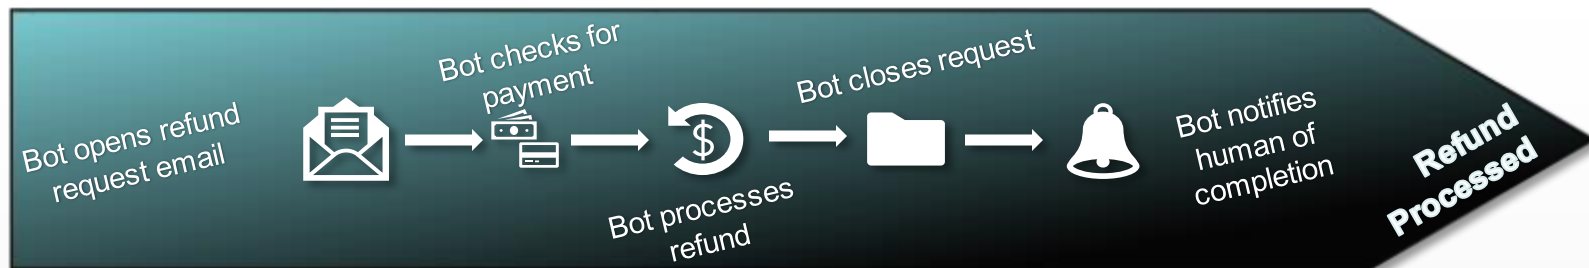 Bot opens refund
request email
Bot checks for
payment
Bot processes
refund
Bot closes request
Bot notifies
human of
completion
Refund
Processed